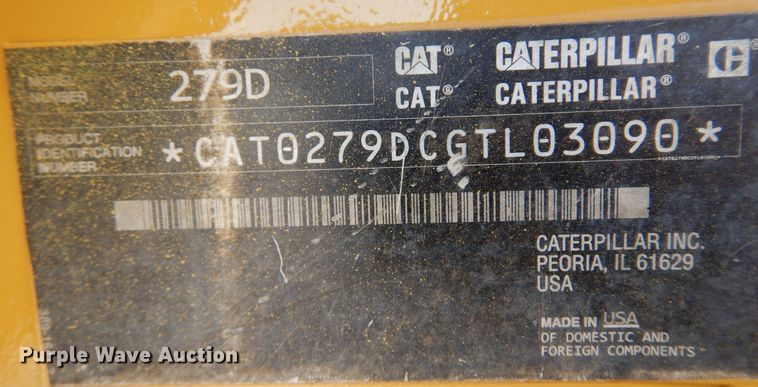 MODEL NUMBER 279D
CAT® CATERPILLAR®
CAT® CATERPILLAR®
PRODUCT IDENTIFICATION NUMBER
*CAT0279DCGTL03090*
*CAT0279DCGTL03090*
CATERPILLAR INC.
PEORIA, IL 61629
USA
MADE IN USA
OF DOMESTIC AND
FOREIGN COMPONENTS
Purple Wave Auction